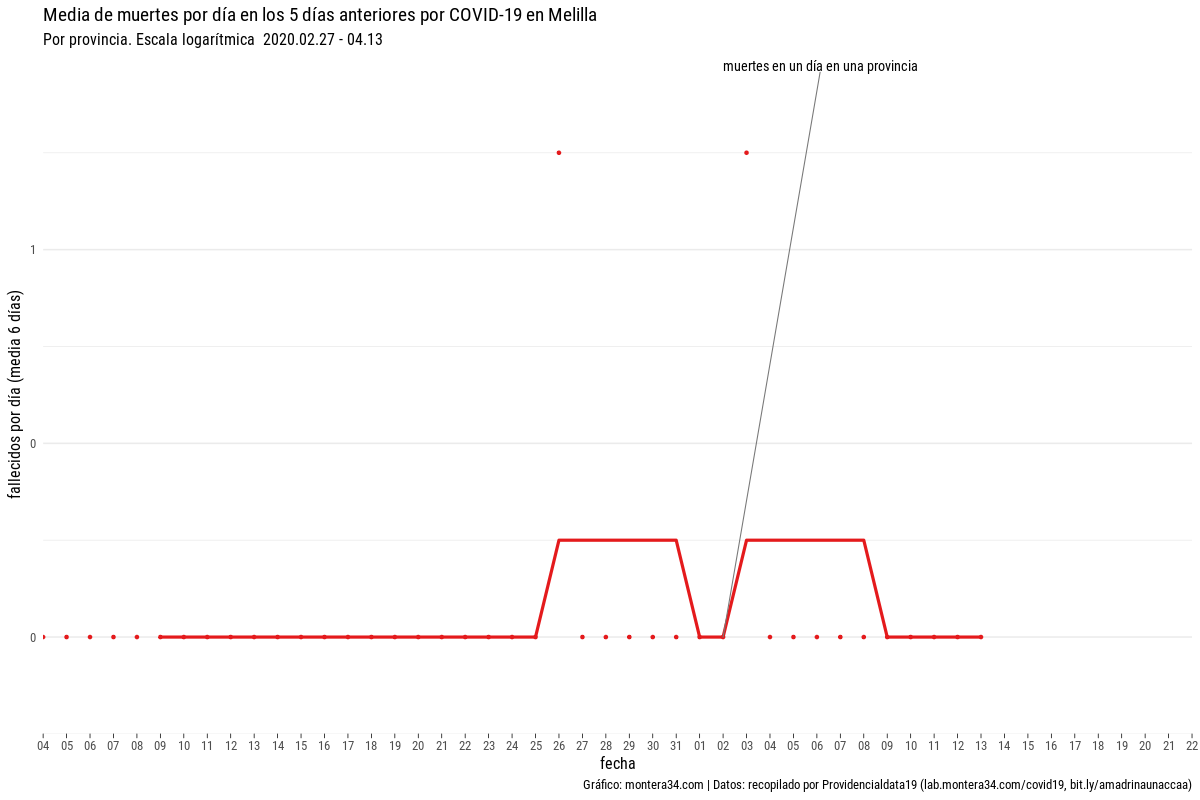 Media de muertes por día en los 5 días anteriores por COVID-19 en Melilla
Por provincia. Escala logarítmica  2020.02.27 - 04.13
muertes en un día en una provincia
1
0
0
fallecidos por día (media 6 días)
04 05 06 07 08 09 10 11 12 13 14 15 16 17 18 19 20 21 22 23 24 25 26 27 28 29 30 31 01 02 03 04 05 06 07 08 09 10 11 12 13 14 15 16 17 18 19 20 21 22
fecha
Gráfico: montera34.com | Datos: recopilado por Providencialdata19 (lab.montera34.com/covid19, bit.ly/amadrinaunaccaa)